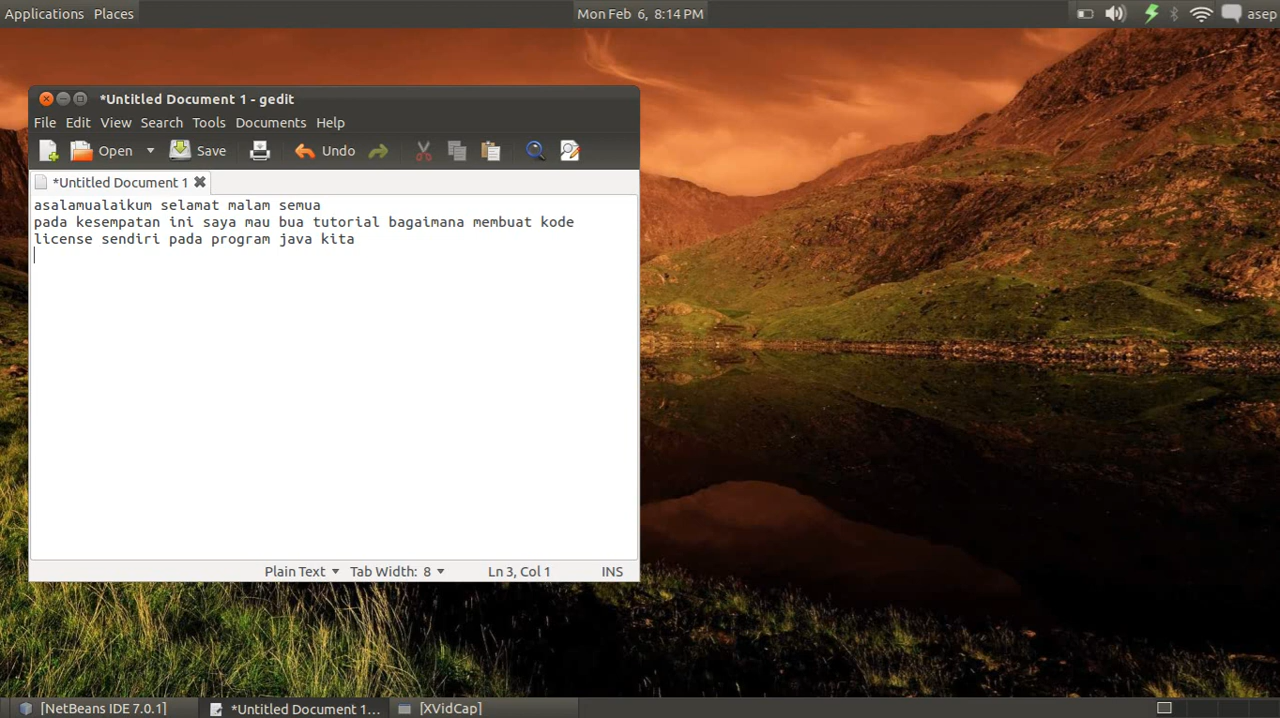 Applications Places Mon Feb 6, 8:14 PM asep
*Untitled Document 1 - gedit
File Edit View Search Tools Documents Help
Open Save Undo
*Untitled Document 1
asalamualaikum selamat malam semua
pada kesempatan ini saya mau bua tutorial bagaimana membuat kode
license sendiri pada program java kita
Plain Text Tab Width: 8 Ln 3, Col 1 INS
[NetBeans IDE 7.0.1] *Untitled Document 1... [XVidCap]